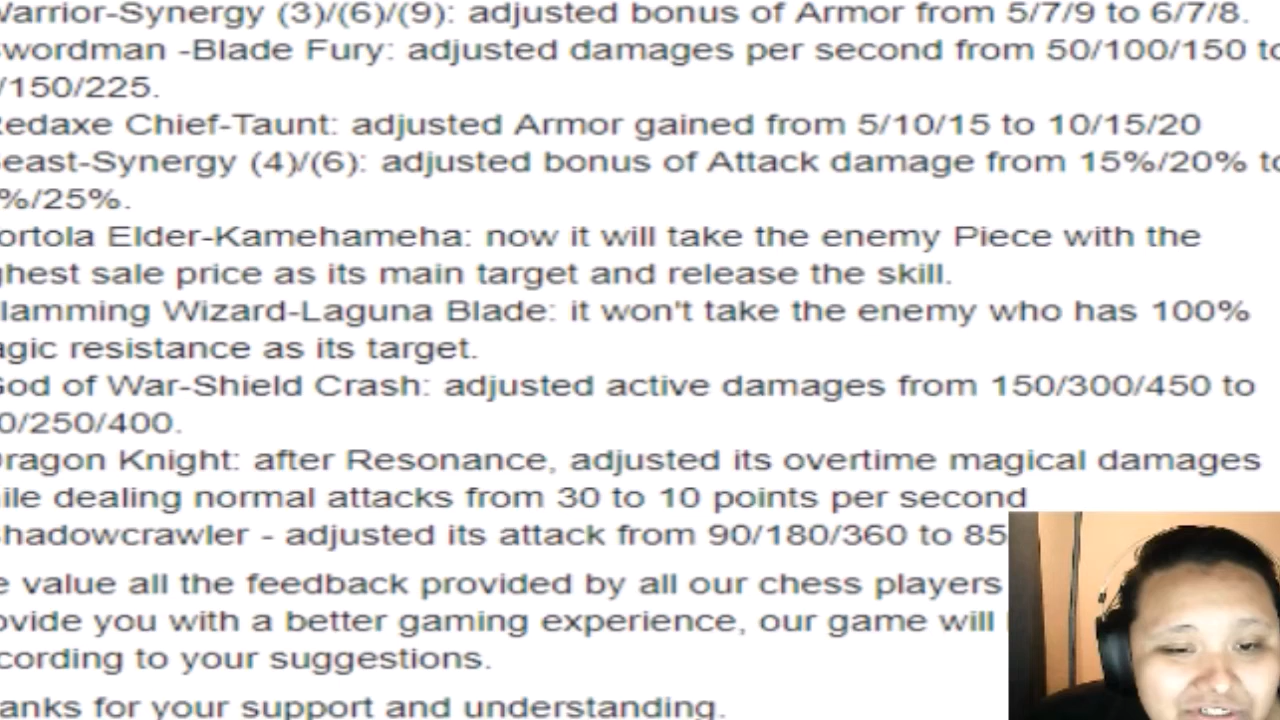 Warrior-Synergy (3)/(6)/(9): adjusted bonus of Armor from 5/7/9 to 6/7/8.
Swordman -Blade Fury: adjusted damages per second from 50/100/150 to
/150/225.
Redaxe Chief-Taunt: adjusted Armor gained from 5/10/15 to 10/15/20
Beast-Synergy (4)/(6): adjusted bonus of Attack damage from 15%/20% to
%/25%.
ortola Elder-Kamehameha: now it will take the enemy Piece with the
ghest sale price as its main target and release the skill.
lamming Wizard-Laguna Blade: it won't take the enemy who has 100%
agic resistance as its target.
God of War-Shield Crash: adjusted active damages from 150/300/450 to
0/250/400.
Dragon Knight: after Resonance, adjusted its overtime magical damages
ile dealing normal attacks from 30 to 10 points per second
Shadowcrawler - adjusted its attack from 90/180/360 to 85
e value all the feedback provided by all our chess players
ovide you with a better gaming experience, our game will
cording to your suggestions.
anks for your support and understanding.